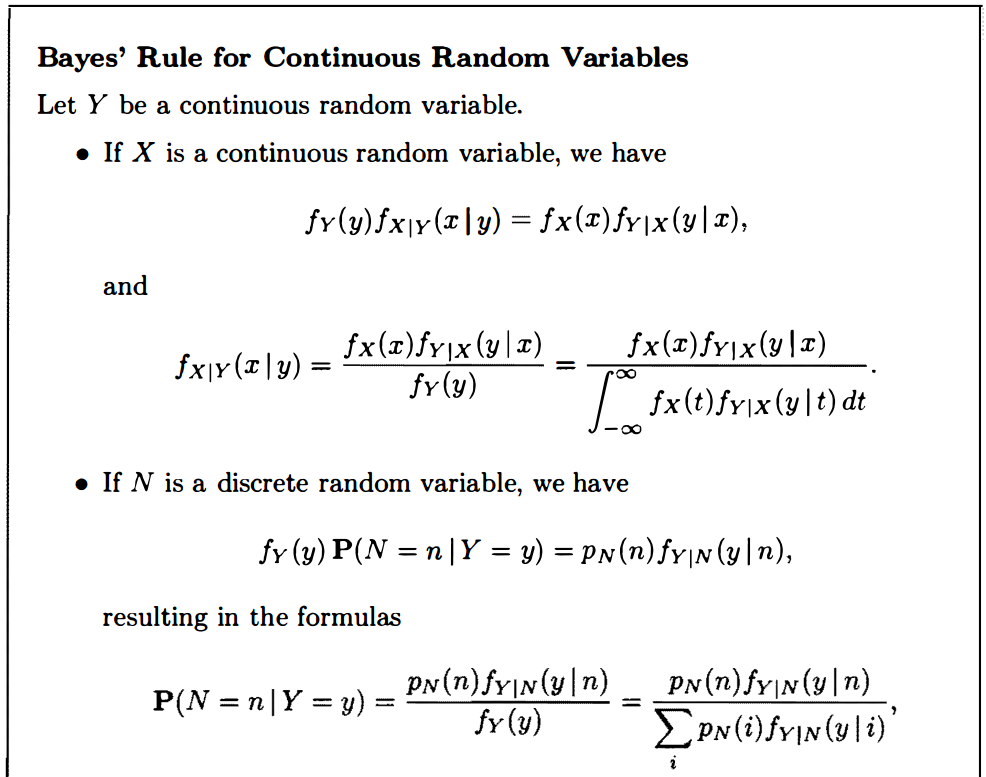 Bayes' Rule for Continuous Random Variables
Let Y be a continuous random variable.
• If X is a continuous random variable, we have
f_Y(y) f_{X|Y}(x | y) = f_X(x) f_{Y|X}(y | x),
and
f_{X|Y}(x | y) = \frac{f_X(x) f_{Y|X}(y | x)}{f_Y(y)} = \frac{f_X(x) f_{Y|X}(y | x)}{\int_{-\infty}^{\infty} f_X(t) f_{Y|X}(y | t) dt}.
• If N is a discrete random variable, we have
f_Y(y) P(N = n | Y = y) = p_N(n) f_{Y|N}(y | n),
resulting in the formulas
P(N = n | Y = y) = \frac{p_N(n) f_{Y|N}(y | n)}{f_Y(y)} = \frac{p_N(n) f_{Y|N}(y | n)}{\sum_i p_N(i) f_{Y|N}(y | i)},